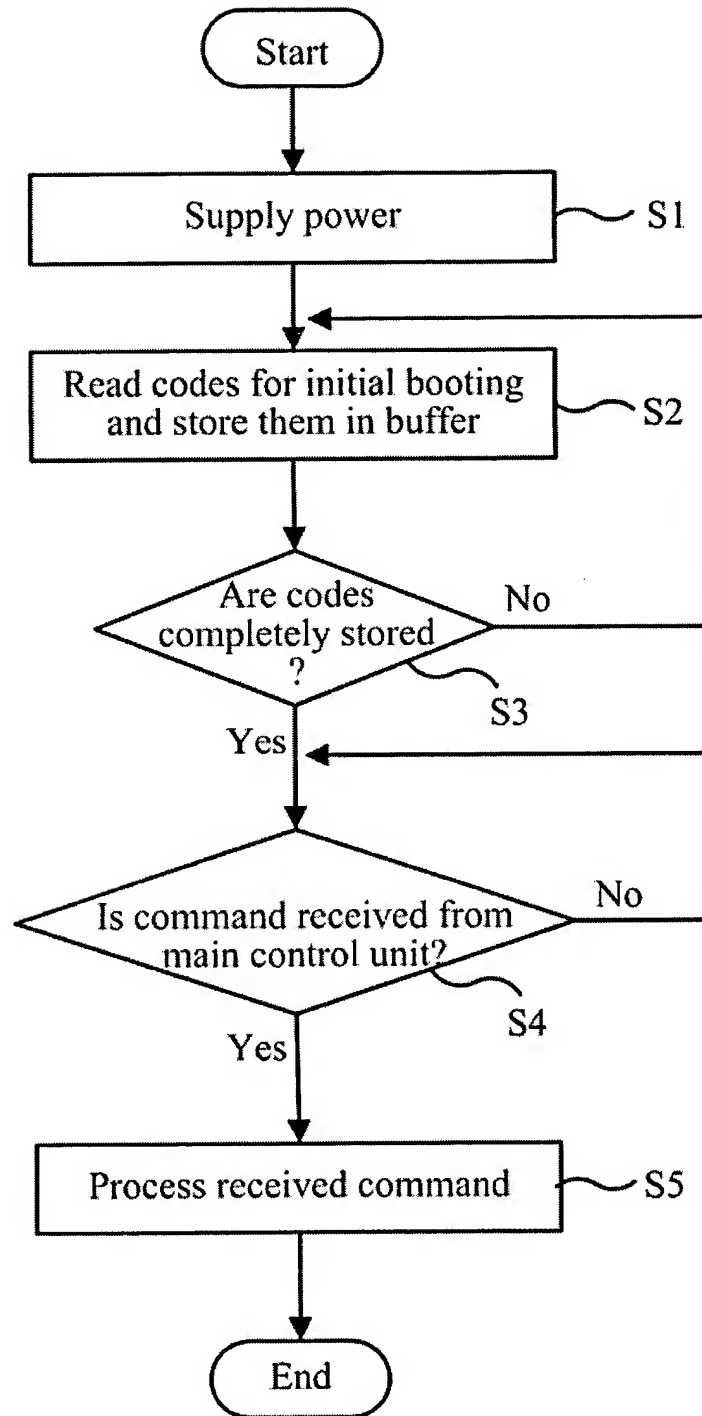 Start
Supply power
S1
Read codes for initial booting
and store them in buffer
S2
Are codes
completely stored
?
No
S3
Yes
Is command received from
main control unit?
No
S4
Yes
Process received command
S5
End